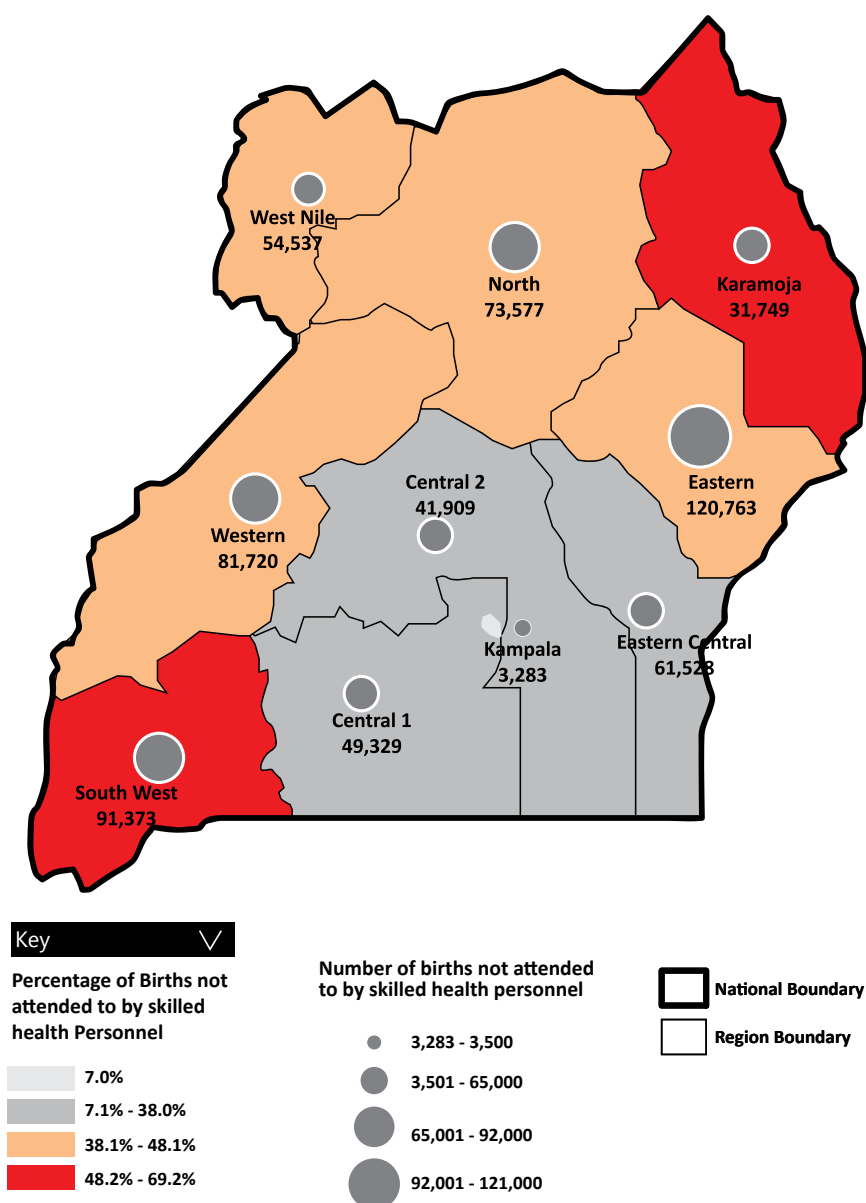 West Nile
54,537
North
73,577
Karamoja
31,749
Eastern
120,763
Central 2
41,909
Western
81,720
Kampala
3,283
Eastern Central
61,528
Central 1
49,329
South West
91,373
Key
Percentage of Births not
attended to by skilled
health Personnel
7.0%
7.1% - 38.0%
38.1% - 48.1%
48.2% - 69.2%
Number of births not attended
to by skilled health personnel
3,283 - 3,500
3,501 - 65,000
65,001 - 92,000
92,001 - 121,000
National Boundary
Region Boundary